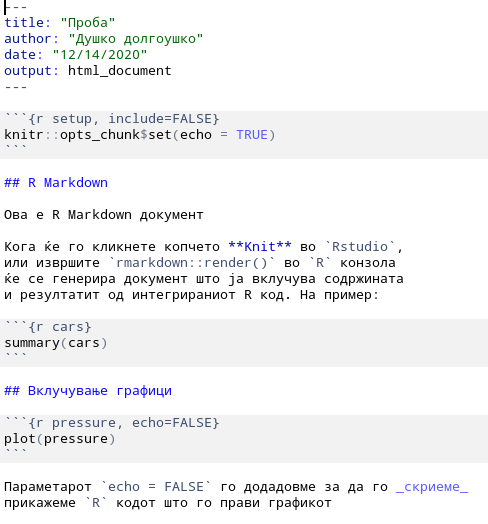 ---
title: "Проба"
author: "Душко долгоушко"
date: "12/14/2020"
output: html_document
---
```{r setup, include=FALSE}
knitr::opts_chunk$set(echo = TRUE)
```
## R Markdown
Ова е R Markdown документ
Кога ќе го кликнете копчето **Knit** во `Rstudio`,
или извршите `rmarkdown::render()` во `R` конзола
ќе се генерира документ што ја вклучува содржината
и резултатит од интегрираниот R код. На пример:
```{r cars}
summary(cars)
```
## Вклучување графици
```{r pressure, echo=FALSE}
plot(pressure)
```
Параметарот `echo = FALSE` го додадовме за да го _скриеме_
прикажеме `R` кодот што го прави графикот